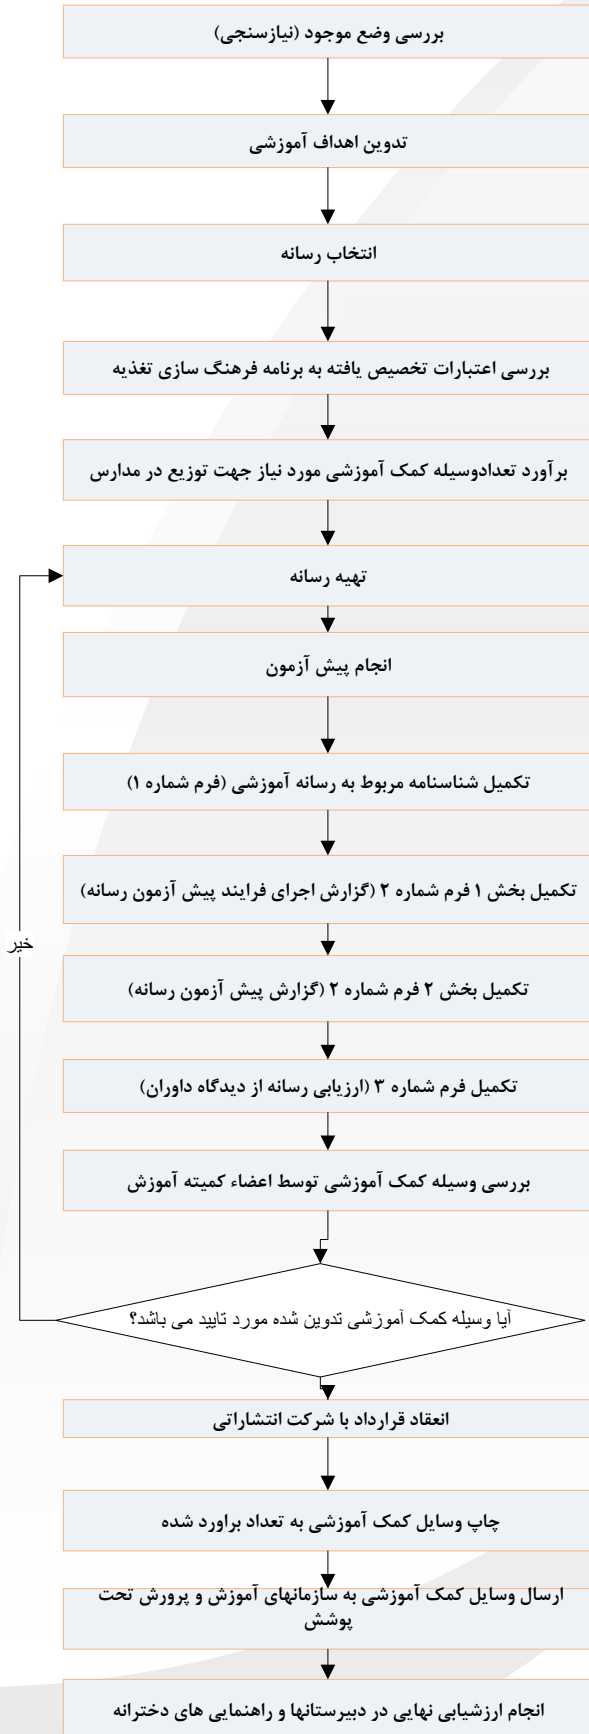 بررسی وضع موجود (نیازسنجی)
تدوین اهداف آموزشی
انتخاب رسانه
بررسی اعتبارات تخصیص یافته به برنامه فرهنگ سازی تغذیه
برآورد تعدادوسیله کمک آموزشی مورد نیاز جهت توزیع در مدارس
تهیه رسانه
انجام پیش آزمون
تکمیل شناسنامه مربوط به رسانه آموزشی (فرم شماره ۱)
تکمیل بخش ۱ فرم شماره ۲ (گزارش اجرای فرایند پیش آزمون رسانه)
خیر
تکمیل بخش ۲ فرم شماره ۲ (گزارش پیش آزمون رسانه)
تکمیل فرم شماره ۳ (ارزیابی رسانه از دیدگاه داوران)
بررسی وسیله کمک آموزشی توسط اعضاء کمیته آموزش
آیا وسیله کمک آموزشی تدوین شده مورد تایید می باشد؟
انعقاد قرارداد با شرکت انتشاراتی
چاپ وسایل کمک آموزشی به تعداد براورد شده
ارسال وسایل کمک آموزشی به سازمانهای آموزش و پرورش تحت
پوشش
انجام ارزشیابی نهایی در دبیرستانها و راهنمایی های دخترانه